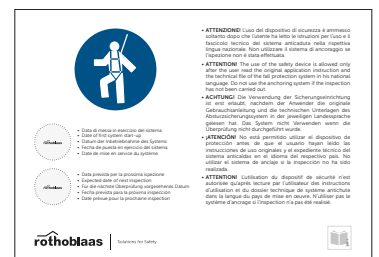 • ATTENZIONE! L'uso del dispositivo di sicurezza è ammesso
soltanto dopo che l'utente ha letto le istruzioni per l'uso e il
fascicolo tecnico del sistema anticaduta nella rispettiva
lingua nazionale. Non utilizzare il sistema di ancoraggio se
l'ispezione non è stata effettuata.
• ATTENTION! The use of the safety device is allowed only
after the user read the original application instruction and
the technical file of the fall protection system in his national
language. Do not use the anchoring system if the inspection
has not been carried out.
• ACHTUNG! Die Verwendung der Sicherungseinrichtung
ist erst erlaubt, nachdem der Anwender die originale
Gebrauchsanleitung und die technischen Unterlagen des
Absturzsicherungsystem in der jeweiligen Landessprache
gelesen hat. Das System nicht Verwenden wenn die
Überprüfung nicht durchgeführt wurde.
• ¡ATENCIÓN! No está permitido utilizar el dispositivo de
protección antes de que el usuario hayan leído las
instrucciones de uso originales y el expediente técnico del
sistema anticaídas en el idioma del respectivo país. No
utilizar el sistema de anclaje si la inspección no ha sido
realizada.
• ATTENTION! L'utilisation du dispositif de sécurité n'est
autorisée qu'après lecture par l'utilisateur des instructions
d'utilisation et du dossier de technique de système antichute
dans la langue du pays de mise en œuvre. N'utilisez pas le
système d'ancrage si l'inspection n'a pas été réalisé.
rothoblaas
• Data di messa in esercizio del sistema
• Date of first system start-up
• Datum der Inbetriebnahme des Systems
• Fecha de puesta en ejercicio del sistema
• Date de mise en service du système
rothoblaas
• Data prevista per la prossima ispezione
• Expected date of next inspection
• Für die nächste Überprüfung vorgesehenes Datum
• Fecha prevista para la próxima inspección
• Date prévue pour la prochaine inspection
rothoblaas
Solutions for Safety